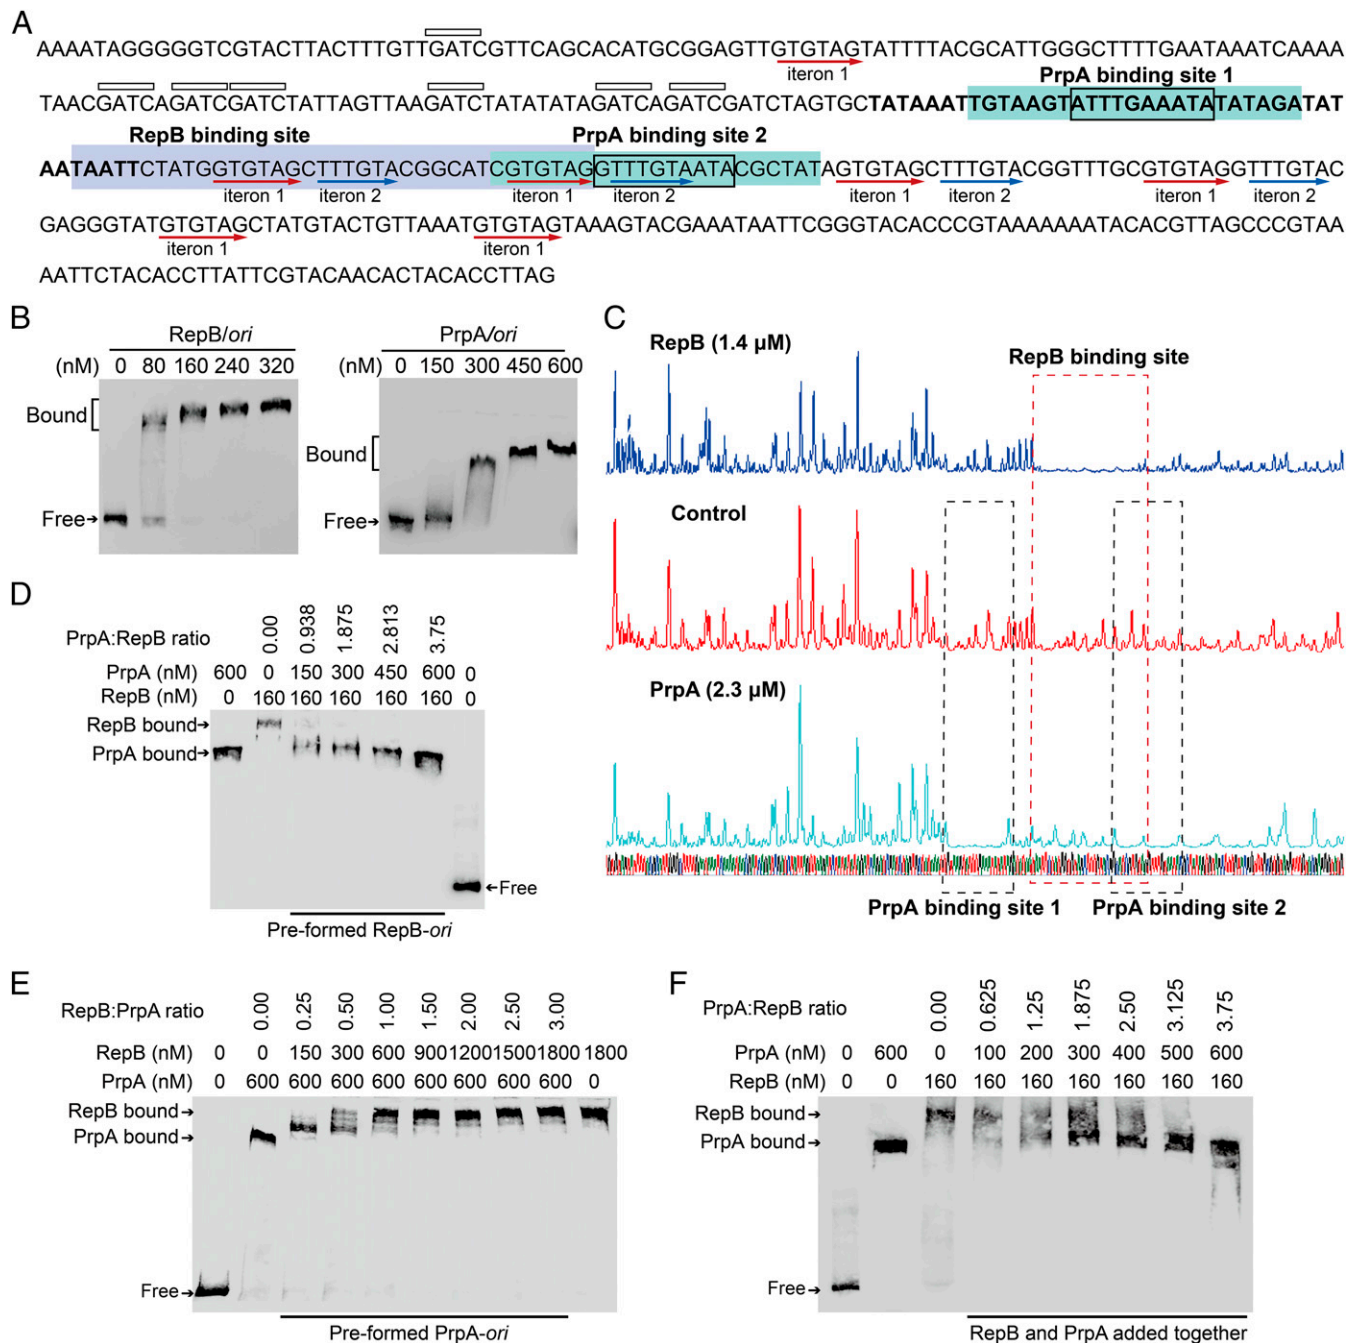 A
AAAATAGGGGGGTCGTACTTACTTTGTTGATCGTTCAGCACATGCGGAGTTGTGTAGTATTTTACGCATTGGGCTTTTGAATAAATCAAAA
iteron 1
PrpA binding site 1
TAACGATCAGATCGATCTATTAGTTAAGATCTATATATAGATCAGATCGATCTAGTGCTATAAATTGTAAGTATTTGAAATATATAGATAT
RepB binding site PrpA binding site 2
AATAATTCTATGGTGTAGCTTTGTACGGCATCGTGTAGGTTTGTAATACGCTATAGTGTAGCTTTGTACGGTTTGCGTGTAGGTTTGTAC
iteron 1 iteron 2 iteron 1 iteron 2 iteron 1 iteron 2 iteron 1 iteron 2
GAGGGTATGTGTAGCTATGTACTGTTAAATGTGTAGTAAAGTACGAAATAATTCGGGTACACCCGTAAAAAAATACACGTTAGCCCGTAA
iteron 1 iteron 1
AATTCTACACCTTATTCGTACAACACTACACCTTAG
B
RepB/ori PrpA/ori
(nM) 0 80 160 240 320 (nM) 0 150 300 450 600
Bound Bound
Free Free
C
RepB (1.4 µM)
RepB binding site
Control
PrpA (2.3 µM)
PrpA binding site 1 PrpA binding site 2
D
PrpA:RepB ratio 0.00 0.938 1.875 2.813 3.75
PrpA (nM) 600 0 150 300 450 600 0
RepB (nM) 0 160 160 160 160 160 0
RepB bound
PrpA bound
Free
Pre-formed RepB-ori
E
RepB:PrpA ratio 0.00 0.25 0.50 1.00 1.50 2.00 2.50 3.00
RepB (nM) 0 0 150 300 600 900 1200 1500 1800 1800
PrpA (nM) 0 600 600 600 600 600 600 600 600 0
RepB bound
PrpA bound
Free
Pre-formed PrpA-ori
F
PrpA:RepB ratio 0.00 0.625 1.25 1.875 2.50 3.125 3.75
PrpA (nM) 0 600 0 100 200 300 400 500 600
RepB (nM) 0 0 160 160 160 160 160 160 160
RepB bound
PrpA bound
Free
RepB and PrpA added together